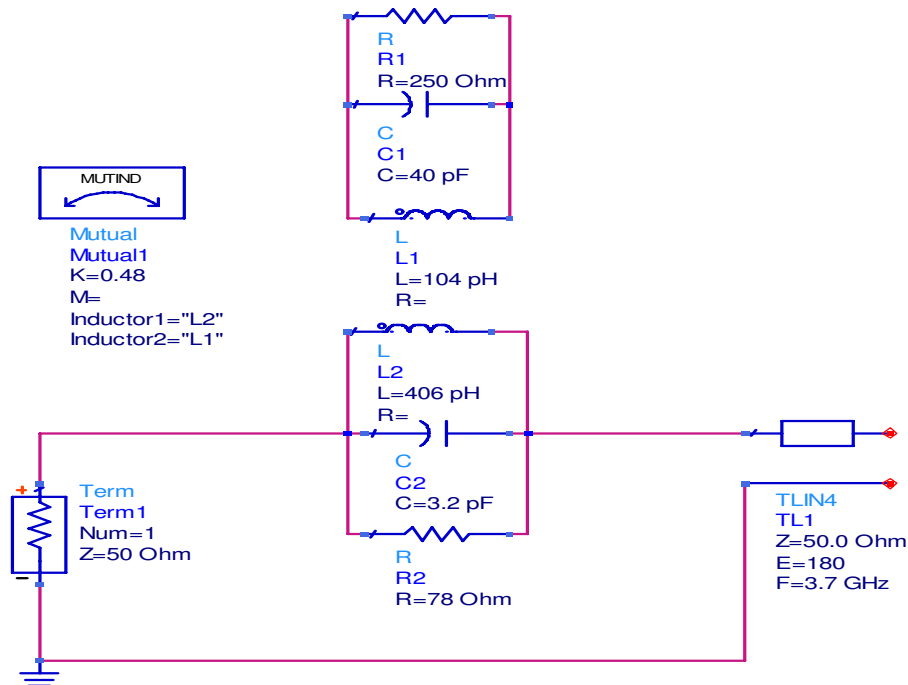 R
R1
R=250 Ohm
C
C1
C=40 pF
MUTIND
Mutual
Mutual1
K=0.48
M=
Inductor1="L2"
Inductor2="L1"
L
L1
L=104 pH
R=
L
L2
L=406 pH
R=
C
C2
C=3.2 pF
R
R2
R=78 Ohm
+
Term
Term1
Num=1
Z=50 Ohm
−
TLIN4
TL1
Z=50.0 Ohm
E=180
F=3.7 GHz